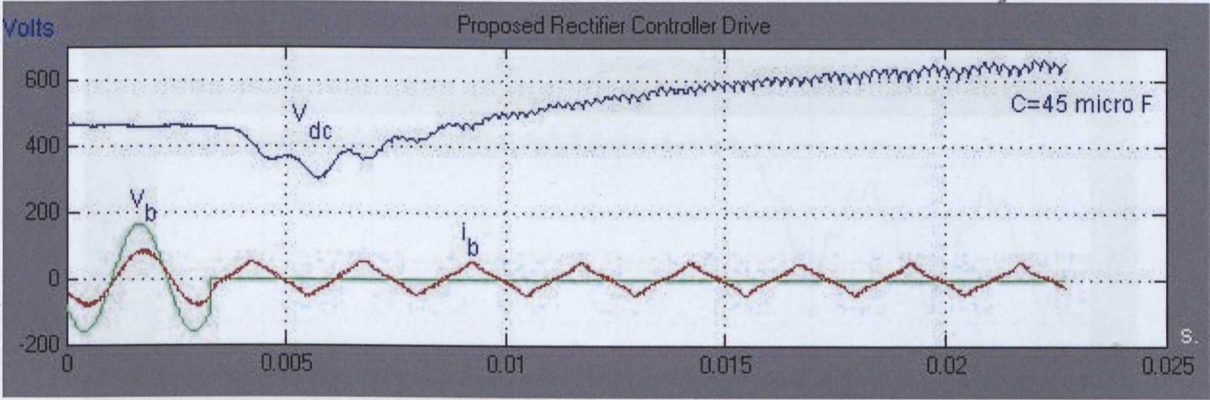 Proposed Rectifier Controller Drive
Volts
600
400
200
0
-200
V dc
C=45 micro F
V b
i b
s.
0
0.005
0.01
0.015
0.02
0.025